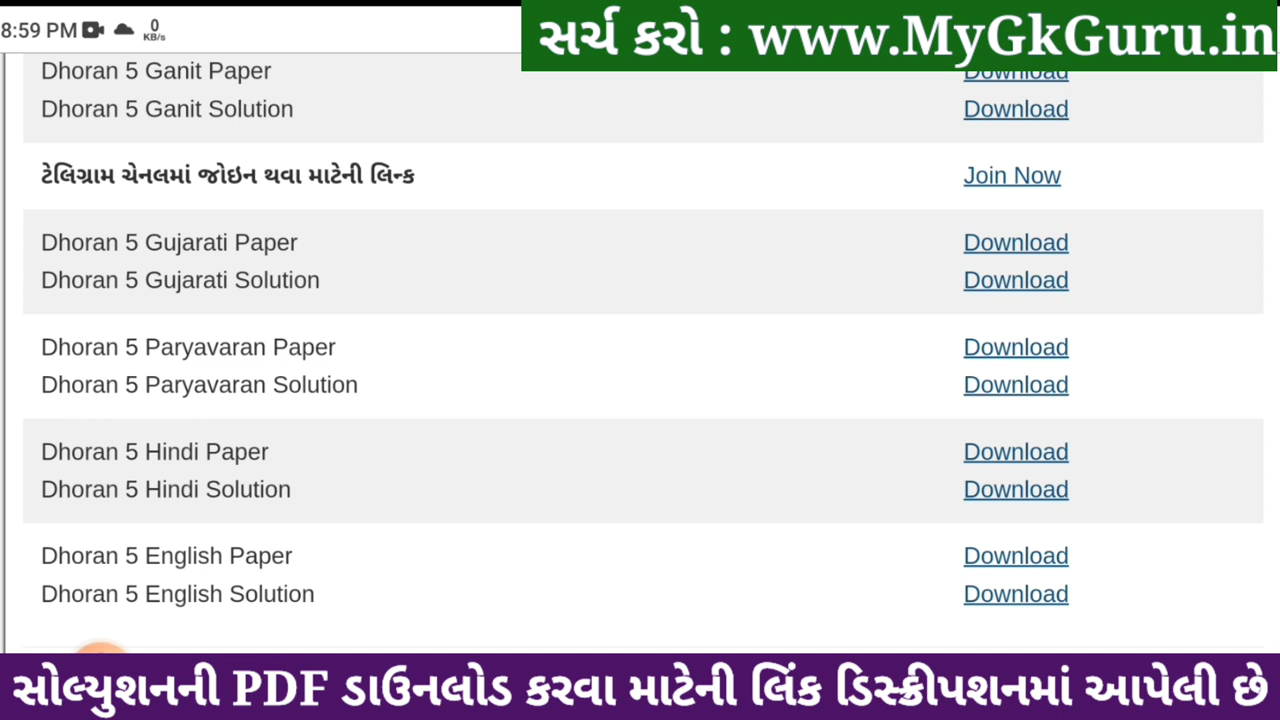 8:59 PM 0 KB/s
સર્ચ કરો : www.MyGkGuru.in
Dhoran 5 Ganit Paper Download
Dhoran 5 Ganit Solution Download
ટેલિગ્રામ ચેનલમાં જોઇન થવા માટેની લિન્ક Join Now
Dhoran 5 Gujarati Paper Download
Dhoran 5 Gujarati Solution Download
Dhoran 5 Paryavaran Paper Download
Dhoran 5 Paryavaran Solution Download
Dhoran 5 Hindi Paper Download
Dhoran 5 Hindi Solution Download
Dhoran 5 English Paper Download
Dhoran 5 English Solution Download
સોલ્યુશનની PDF ડાઉનલોડ કરવા માટેની લિંક ડિસ્ક્રીપશનમાં આપેલી છે